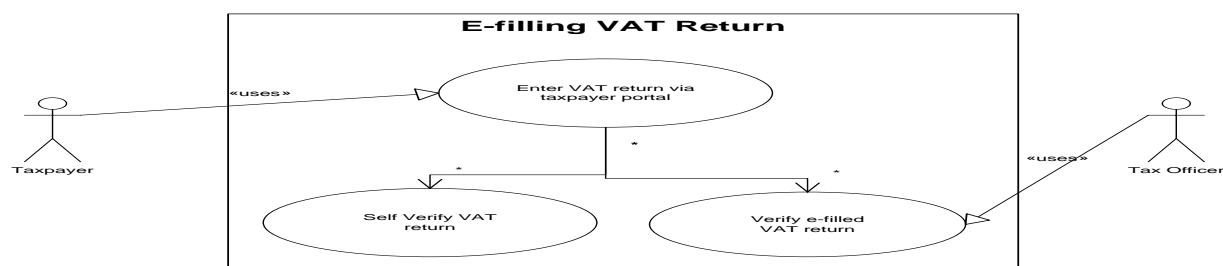 E-filling VAT Return
Enter VAT return via
taxpayer portal
«uses»
*
Taxpayer
«uses»
Tax Officer
*
*
Self Verify VAT
return
Verify e-filled
VAT return